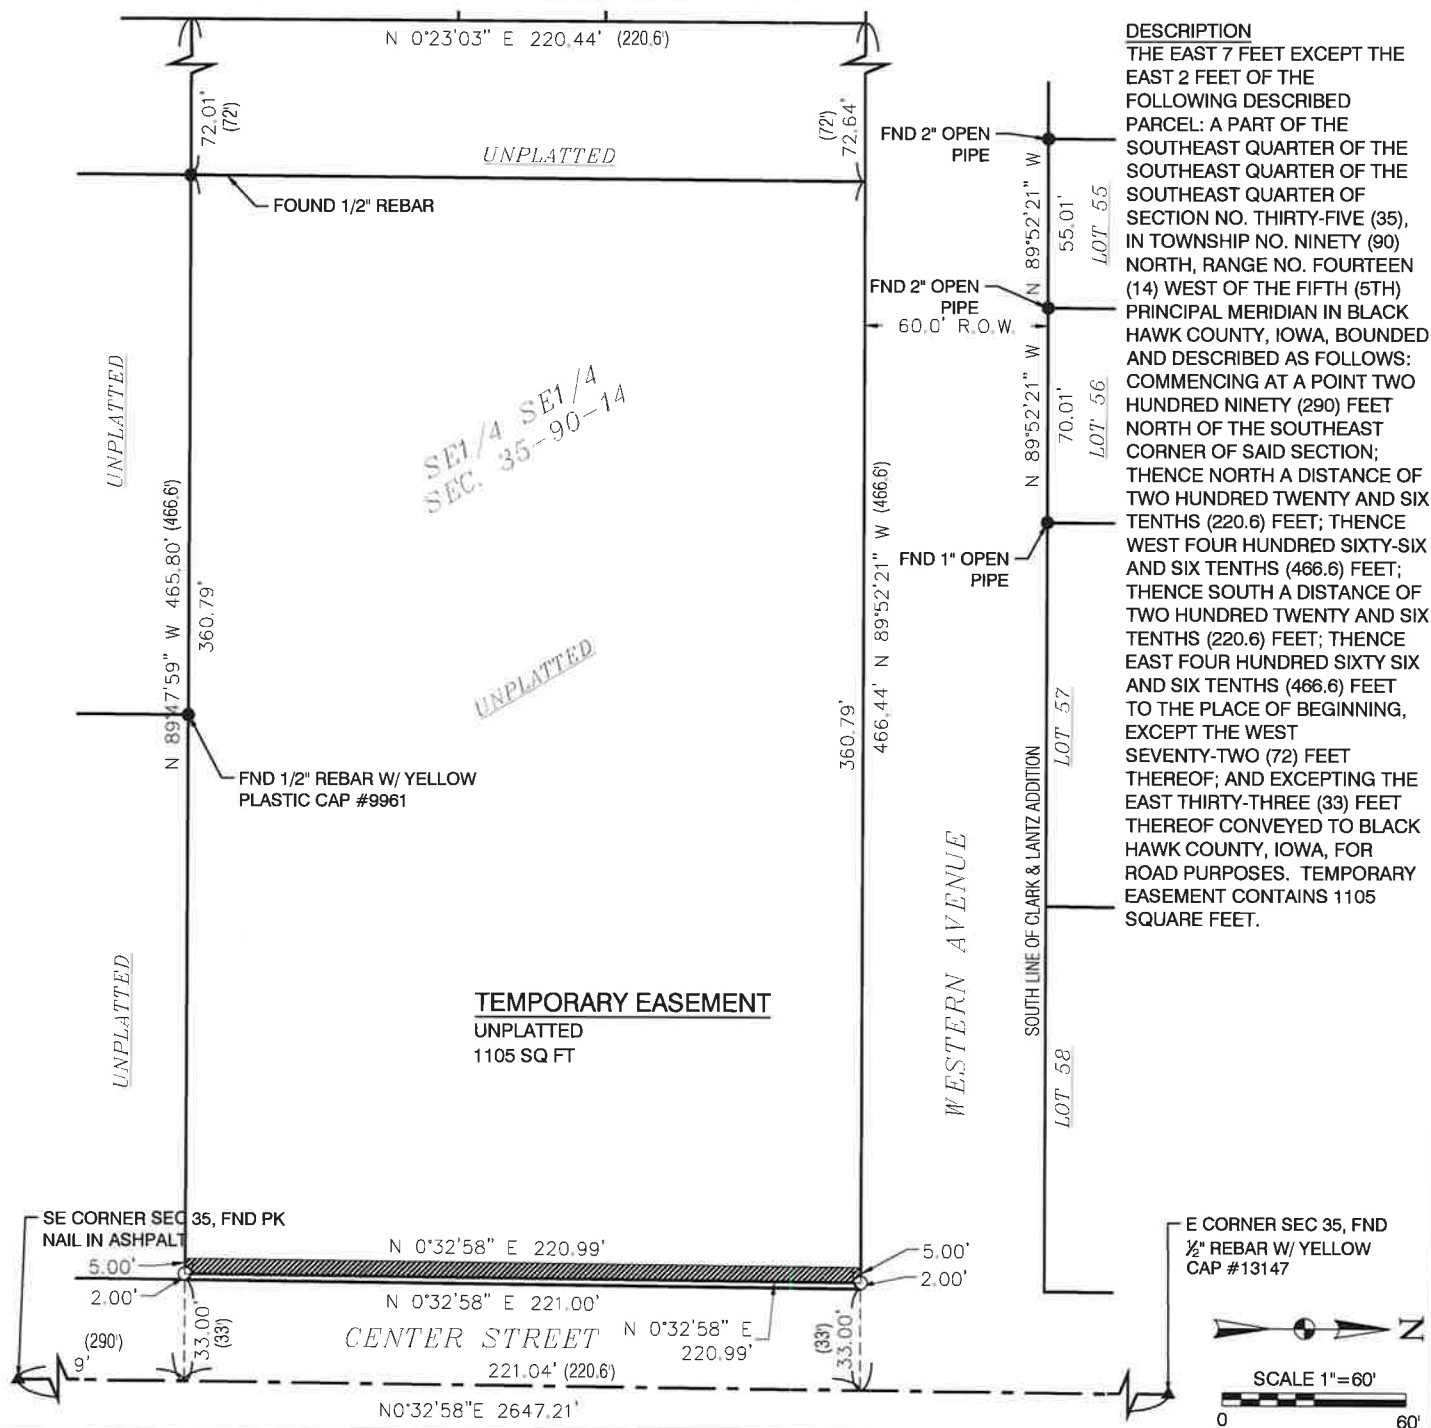 N 0°23'03" E 220.44' (220.6')
72.01'
(72')
(72')
72.64'
UNPLATTED
FOUND 1/2" REBAR
FND 2" OPEN
PIPE
N 89°52'21" W
55.01'
LOT 55
FND 2" OPEN
PIPE
60.0' R.O.W.
N 89°52'21" W
70.01'
LOT 56
FND 1" OPEN
PIPE
UNPLATTED
SE1/4 SE1/4
SEC. 35-90-14
N 89°47'59" W 465.80' (466.6')
360.79'
UNPLATTED
360.79'
466.44' N 89°52'21" W (466.6')
FND 1/2" REBAR W/ YELLOW
PLASTIC CAP #9961
LOT 57
SOUTH LINE OF CLARK & LANTZ ADDITION
WESTERN AVENUE
UNPLATTED
TEMPORARY EASEMENT
UNPLATTED
1105 SQ FT
LOT 58
SE CORNER SEC 35, FND PK
NAIL IN ASHPALT
5.00'
2.00'
N 0°32'58" E 220.99'
5.00'
2.00'
N 0°32'58" E 221.00'
CENTER STREET
N 0°32'58" E
220.99'
33.00'
(33')
(33')
33.00'
(290')
9'
221.04' (220.6')
N0°32'58"E 2647.21'
E CORNER SEC 35, FND
½" REBAR W/ YELLOW
CAP #13147
N
SCALE 1"=60'
0 60'
DESCRIPTION
THE EAST 7 FEET EXCEPT THE
EAST 2 FEET OF THE
FOLLOWING DESCRIBED
PARCEL: A PART OF THE
SOUTHEAST QUARTER OF THE
SOUTHEAST QUARTER OF THE
SOUTHEAST QUARTER OF
SECTION NO. THIRTY-FIVE (35),
IN TOWNSHIP NO. NINETY (90)
NORTH, RANGE NO. FOURTEEN
(14) WEST OF THE FIFTH (5TH)
PRINCIPAL MERIDIAN IN BLACK
HAWK COUNTY, IOWA, BOUNDED
AND DESCRIBED AS FOLLOWS:
COMMENCING AT A POINT TWO
HUNDRED NINETY (290) FEET
NORTH OF THE SOUTHEAST
CORNER OF SAID SECTION;
THENCE NORTH A DISTANCE OF
TWO HUNDRED TWENTY AND SIX
TENTHS (220.6) FEET; THENCE
WEST FOUR HUNDRED SIXTY-SIX
AND SIX TENTHS (466.6) FEET;
THENCE SOUTH A DISTANCE OF
TWO HUNDRED TWENTY AND SIX
TENTHS (220.6) FEET; THENCE
EAST FOUR HUNDRED SIXTY SIX
AND SIX TENTHS (466.6) FEET
TO THE PLACE OF BEGINNING,
EXCEPT THE WEST
SEVENTY-TWO (72) FEET
THEREOF; AND EXCEPTING THE
EAST THIRTY-THREE (33) FEET
THEREOF CONVEYED TO BLACK
HAWK COUNTY, IOWA, FOR
ROAD PURPOSES. TEMPORARY
EASEMENT CONTAINS 1105
SQUARE FEET.